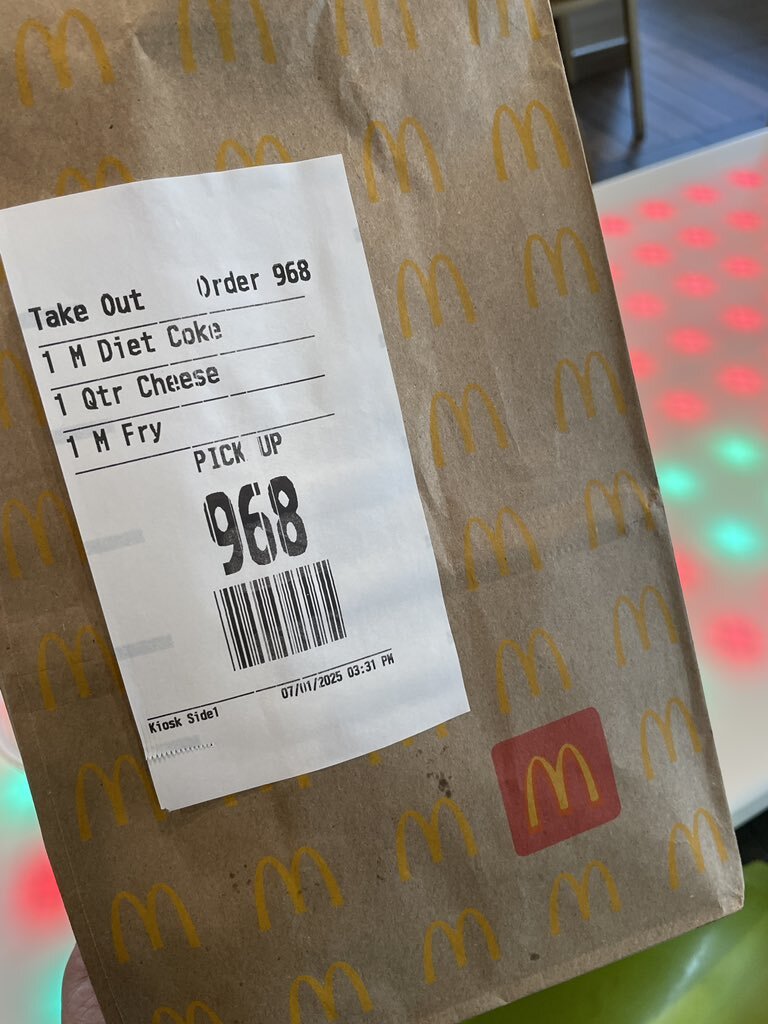 Take Out Order 968
1 M Diet Coke
1 Qtr Cheese
1 M Fry
PICK UP
968
07/01/2025 03:31 PM
Kiosk Side1